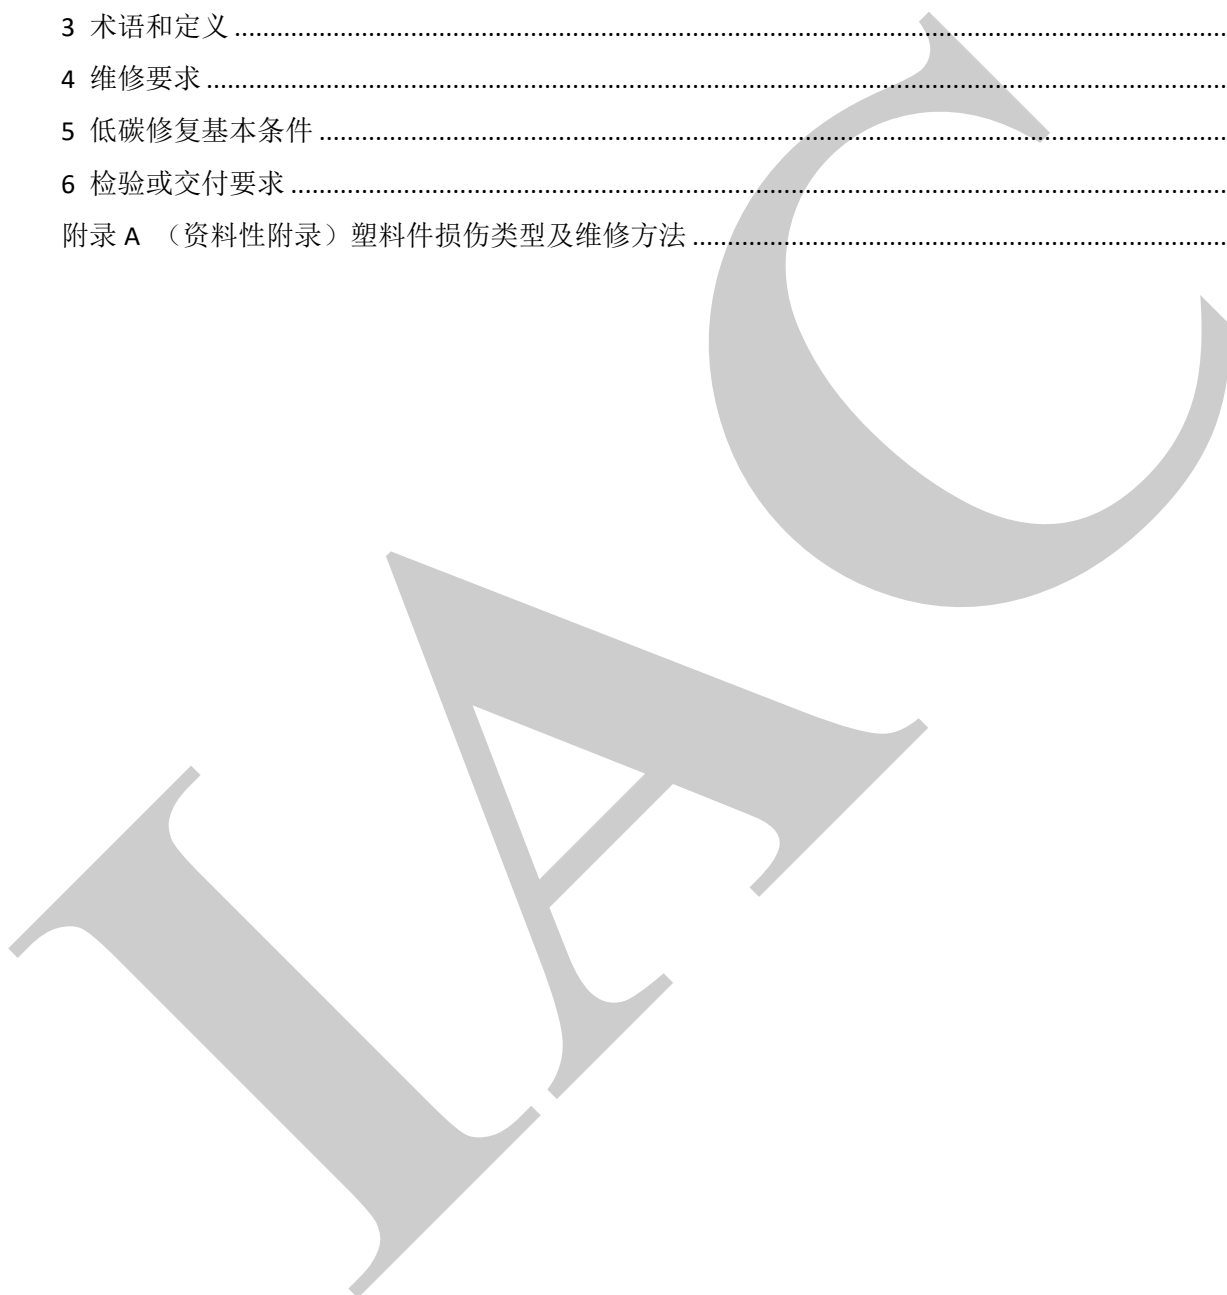 3 术语和定义................................................................................................................
4 维修要求....................................................................................................................
5 低碳修复基本条件....................................................................................................
6 检验或交付要求........................................................................................................
附录 A （资料性附录）塑料件损伤类型及维修方法..................................................
IAC